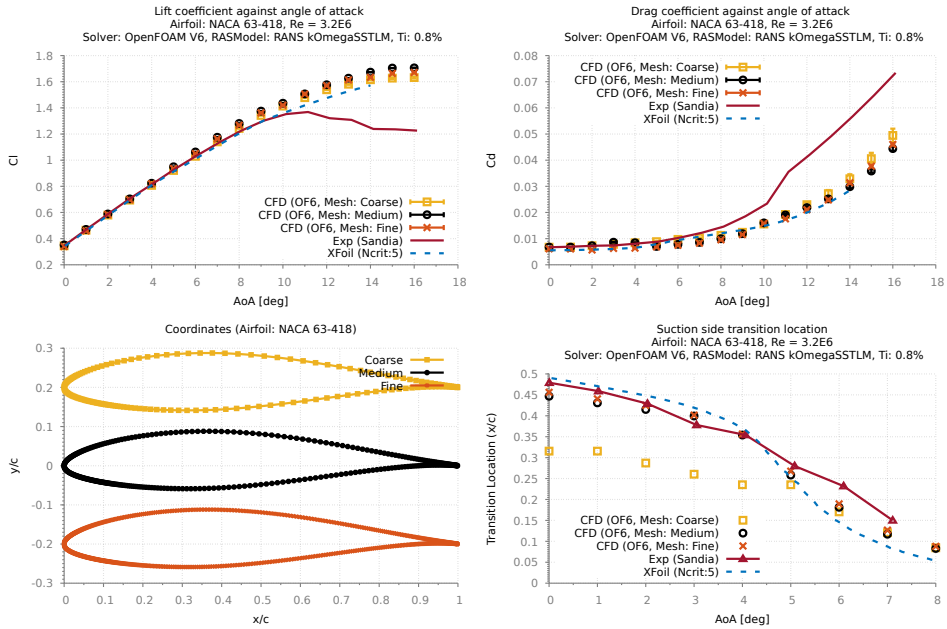 Lift coefficient against angle of attack
Airfoil: NACA 63-418, Re = 3.2E6
Solver: OpenFOAM V6, RASModel: RANS kOmegaSSTLM, Ti: 0.8%
Cl
1.8
1.6
1.4
1.2
1
0.8
0.6
0.4
0.2
CFD (OF6, Mesh: Coarse)
CFD (OF6, Mesh: Medium)
CFD (OF6, Mesh: Fine)
Exp (Sandia)
XFoil (Ncrit:5)
0 2 4 6 8 10 12 14 16 18
AoA [deg]
Drag coefficient against angle of attack
Airfoil: NACA 63-418, Re = 3.2E6
Solver: OpenFOAM V6, RASModel: RANS kOmegaSSTLM, Ti: 0.8%
Cd
0.08
0.07
0.06
0.05
0.04
0.03
0.02
0.01
0
CFD (OF6, Mesh: Coarse)
CFD (OF6, Mesh: Medium)
CFD (OF6, Mesh: Fine)
Exp (Sandia)
XFoil (Ncrit:5)
0 2 4 6 8 10 12 14 16 18
AoA [deg]
Coordinates (Airfoil: NACA 63-418)
y/c
0.3
0.2
0.1
0
-0.1
-0.2
-0.3
Coarse
Medium
Fine
0 0.1 0.2 0.3 0.4 0.5 0.6 0.7 0.8 0.9 1
x/c
Suction side transition location
Airfoil: NACA 63-418, Re = 3.2E6
Solver: OpenFOAM V6, RASModel: RANS kOmegaSSTLM, Ti: 0.8%
Transition Location (x/c)
0.5
0.45
0.4
0.35
0.3
0.25
0.2
0.15
0.1
0.05
0
CFD (OF6, Mesh: Coarse)
CFD (OF6, Mesh: Medium)
CFD (OF6, Mesh: Fine)
Exp (Sandia)
XFoil (Ncrit:5)
0 1 2 3 4 5 6 7 8
AoA [deg]